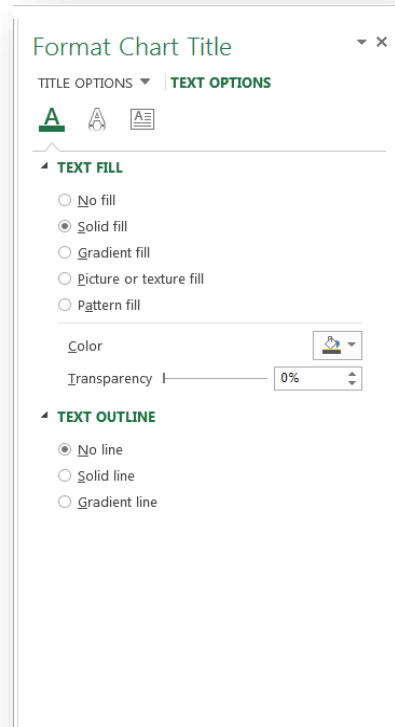 Format Chart Title
TITLE OPTIONS TEXT OPTIONS
A A A
TEXT FILL
No fill
Solid fill
Gradient fill
Picture or texture fill
Pattern fill
Color
Transparency 0%
TEXT OUTLINE
No line
Solid line
Gradient line